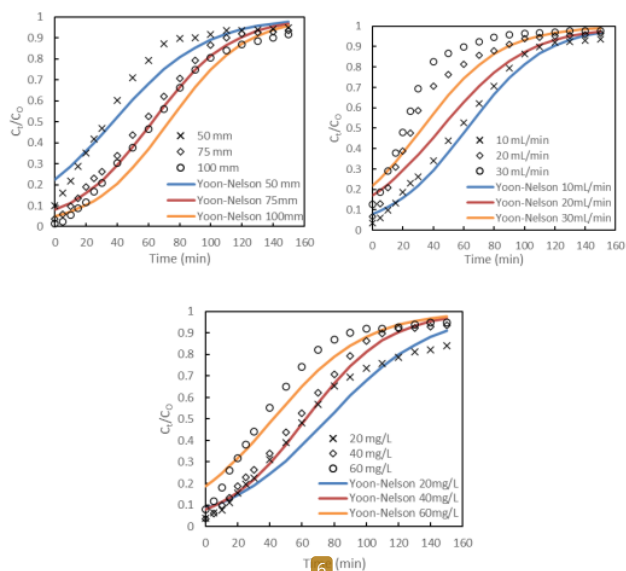 1
0.9
0.8
0.7
0.6
0.5
0.4
0.3
0.2
0.1
0
Ct/CO
50 mm
75 mm
100 mm
Yoon-Nelson 50 mm
Yoon-Nelson 75mm
Yoon-Nelson 100mm
0 20 40 60 80 100 120 140 160
Time (min)
1
0.9
0.8
0.7
0.6
0.5
0.4
0.3
0.2
0.1
0
Ct/CO
10 mL/min
20 mL/min
30 mL/min
Yoon-Nelson 10mL/min
Yoon-Nelson 20mL/min
Yoon-Nelson 30mL/min
0 20 40 60 80 100 120 140 160
Time (min)
1
0.9
0.8
0.7
0.6
0.5
0.4
0.3
0.2
0.1
0
Ct/CO
20 mg/L
40 mg/L
60 mg/L
Yoon-Nelson 20mg/L
Yoon-Nelson 40mg/L
Yoon-Nelson 60mg/L
0 20 40 60 80 100 120 140 160
(min)
6